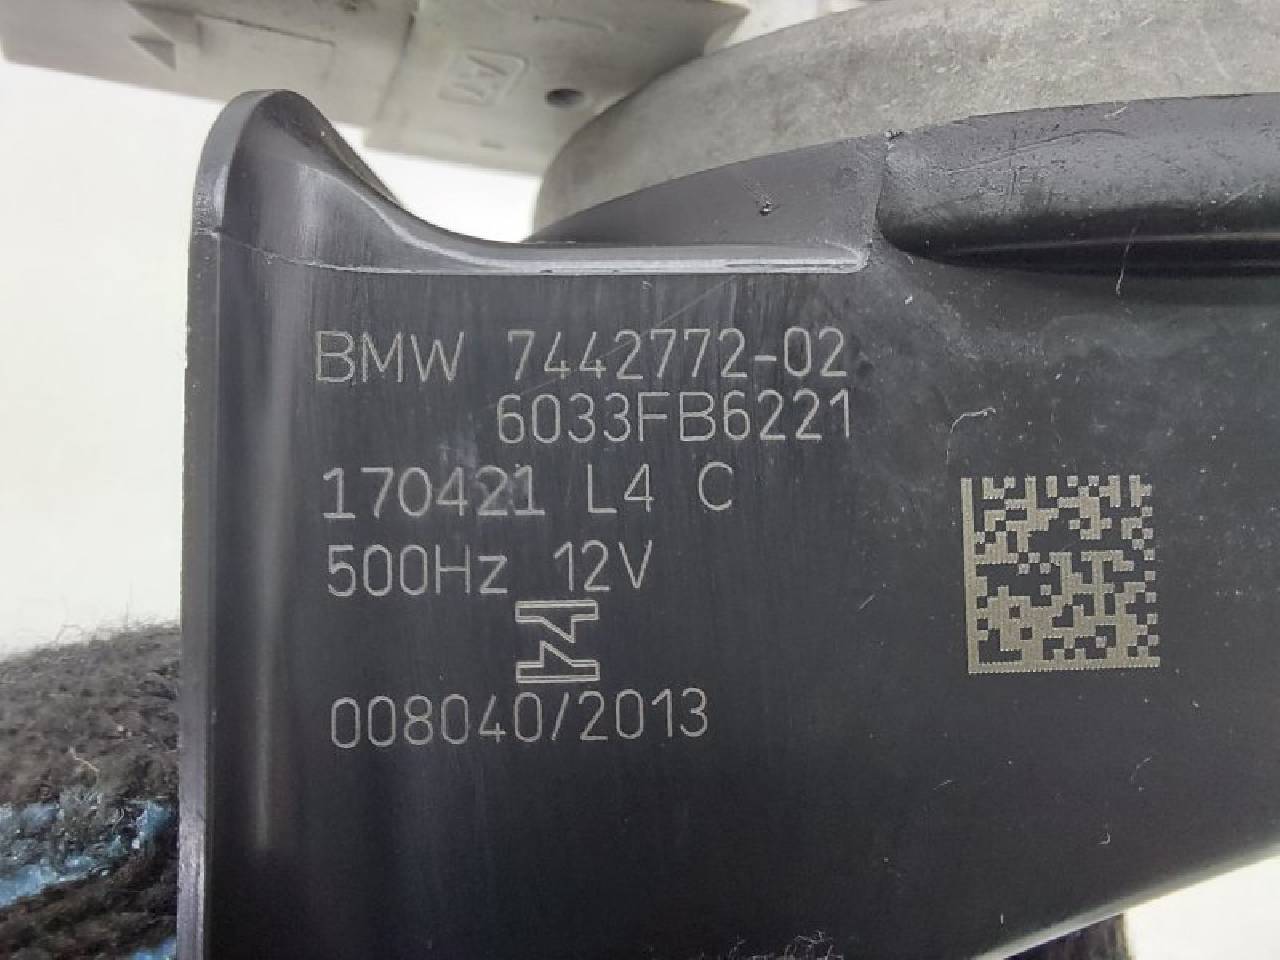 BMW 7442772-02
6033FB6221
170421 L4 C
500Hz 12V
008040/2013